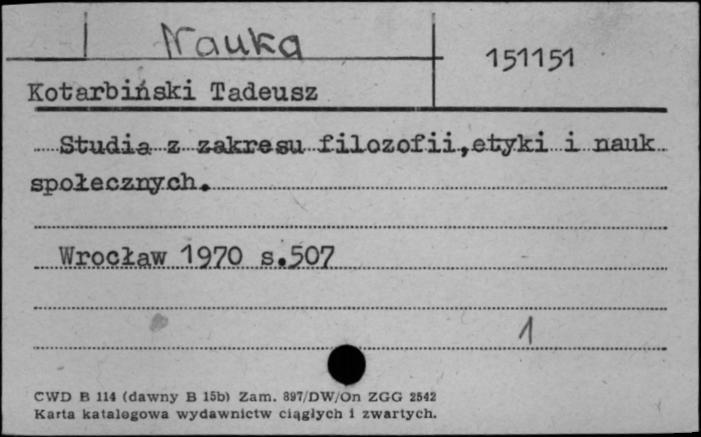 Nauka
151151
Kotarbiński Tadeusz
Studia z zakresu filozofii,etyki i nauk
społecznych.
Wrocław 1970 s.507
1
CWD B 114 (dawny B 15b) Zam. 897/DW/On ZGG 2542
Karta katalogowa wydawnictw ciągłych i zwartych.